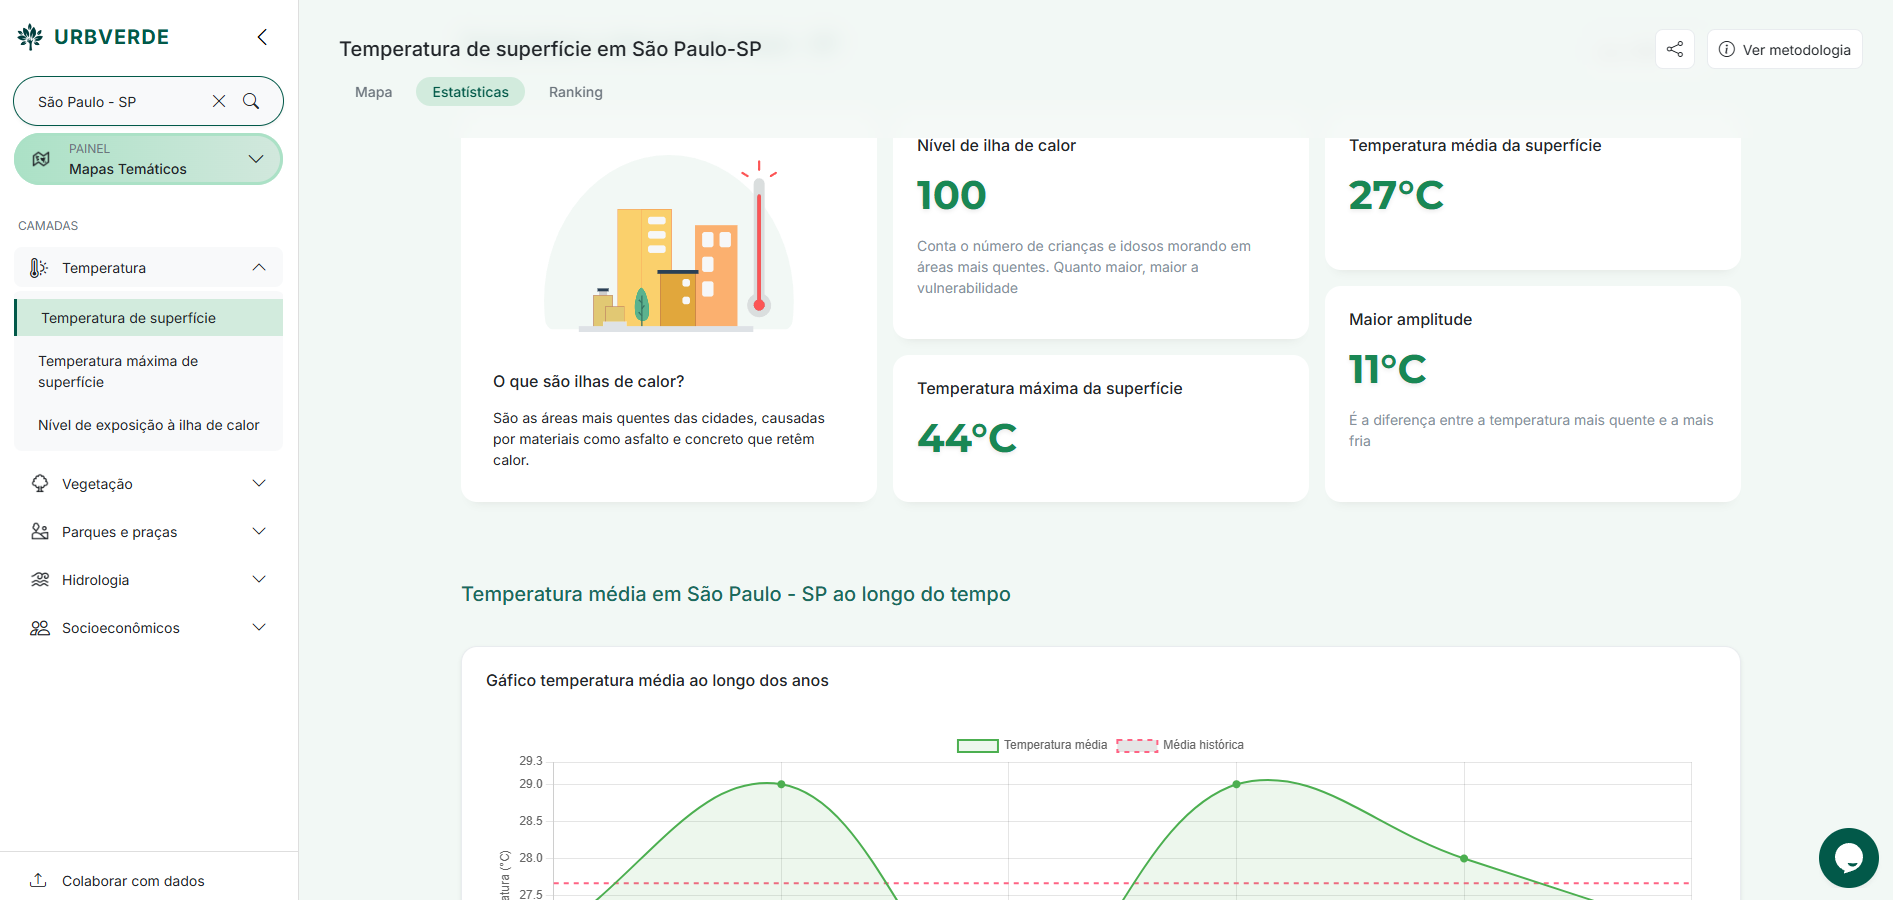 URBVERDE
São Paulo - SP
PAINEL
Mapas Temáticos
CAMADAS
Temperatura
Temperatura de superfície
Temperatura máxima de
superfície
Nível de exposição à ilha de calor
Vegetação
Parques e praças
Hidrologia
Socioeconômicos
Colaborar com dados
Temperatura de superfície em São Paulo-SP
Ver metodologia
Mapa
Estatísticas
Ranking
O que são ilhas de calor?
São as áreas mais quentes das cidades, causadas
por materiais como asfalto e concreto que retêm
calor.
Nível de ilha de calor
100
Conta o número de crianças e idosos morando em
áreas mais quentes. Quanto maior, maior a
vulnerabilidade
Temperatura máxima da superfície
44°C
Temperatura média da superfície
27°C
Maior amplitude
11°C
É a diferença entre a temperatura mais quente e a mais
fria
Temperatura média em São Paulo - SP ao longo do tempo
Gáfico temperatura média ao longo dos anos
Temperatura média
Média histórica
29.3
29.0
28.5
28.0
27.5
(°C)